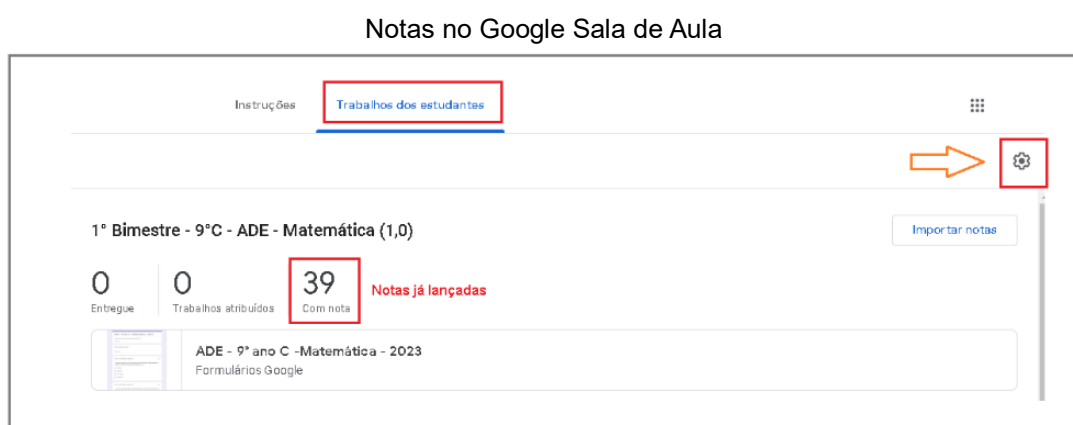 Notas no Google Sala de Aula
Instruções Trabalhos dos estudantes
1° Bimestre - 9°C - ADE - Matemática (1,0)
Importar notas
0 0 39 Notas já lançadas
Entregue Trabalhos atribuídos Com nota
ADE - 9° ano C -Matemática - 2023
Formulários Google